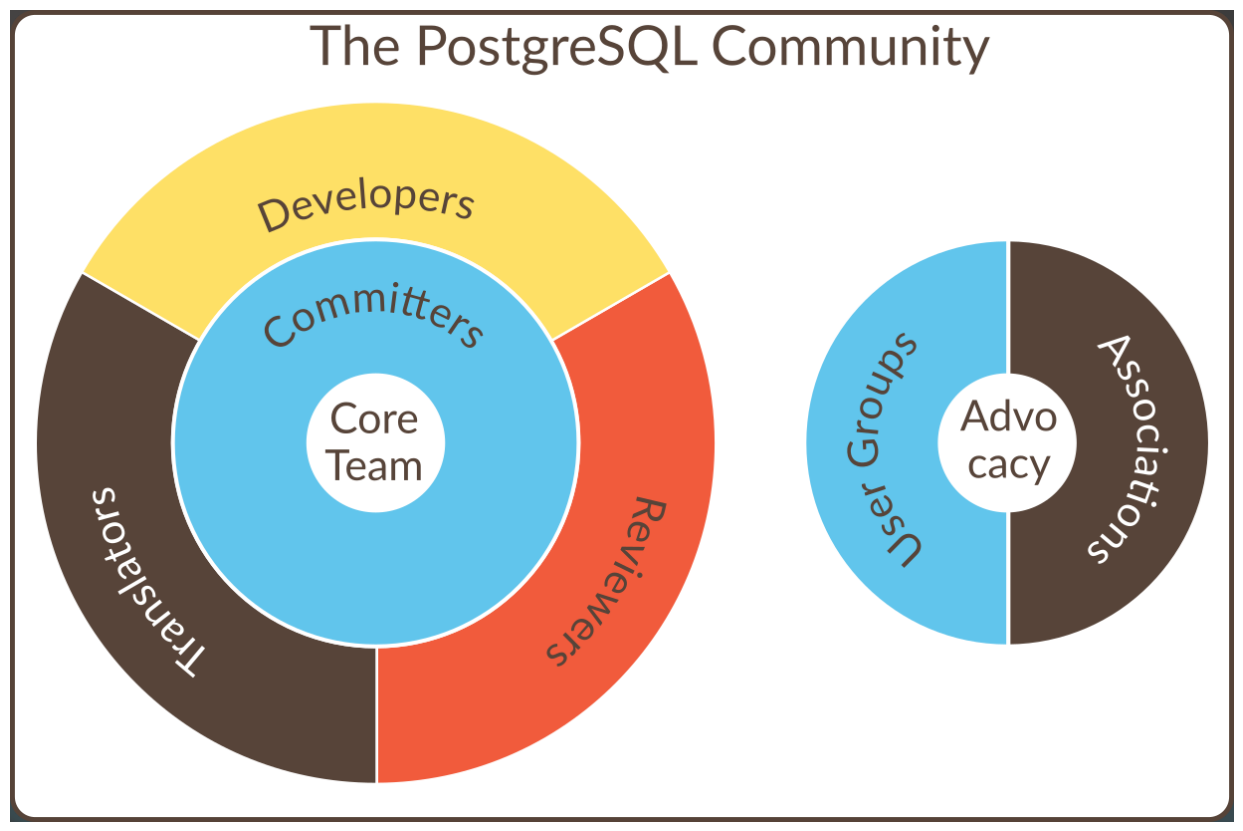 The PostgreSQL Community
Developers
Committers
Core
Team
Translators
Reviewers
User Groups
Advo
cacy
Associations